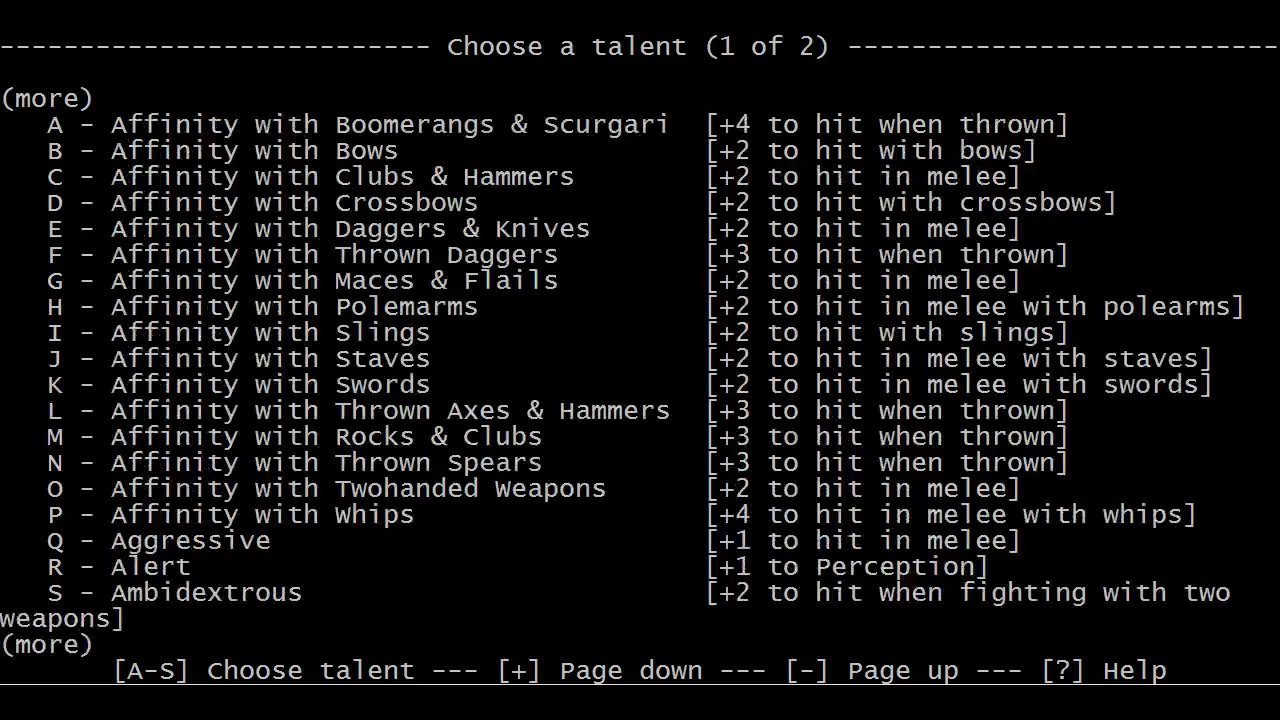 --------------------------- Choose a talent (1 of 2) ---------------------------
(more)
A - Affinity with Boomerangs & Scurgari [+4 to hit when thrown]
B - Affinity with Bows [+2 to hit with bows]
C - Affinity with Clubs & Hammers [+2 to hit in melee]
D - Affinity with Crossbows [+2 to hit with crossbows]
E - Affinity with Daggers & Knives [+2 to hit in melee]
F - Affinity with Thrown Daggers [+3 to hit when thrown]
G - Affinity with Maces & Flails [+2 to hit in melee]
H - Affinity with Polemarms [+2 to hit in melee with polearms]
I - Affinity with Slings [+2 to hit with slings]
J - Affinity with Staves [+2 to hit in melee with staves]
K - Affinity with Swords [+2 to hit in melee with swords]
L - Affinity with Thrown Axes & Hammers [+3 to hit when thrown]
M - Affinity with Rocks & Clubs [+3 to hit when thrown]
N - Affinity with Thrown Spears [+3 to hit when thrown]
O - Affinity with Twohanded Weapons [+2 to hit in melee]
P - Affinity with Whips [+4 to hit in melee with whips]
Q - Aggressive [+1 to hit in melee]
R - Alert [+1 to Perception]
S - Ambidextrous [+2 to hit when fighting with two
weapons]
(more)
[A-S] Choose talent --- [+] Page down --- [-] Page up --- [?] Help